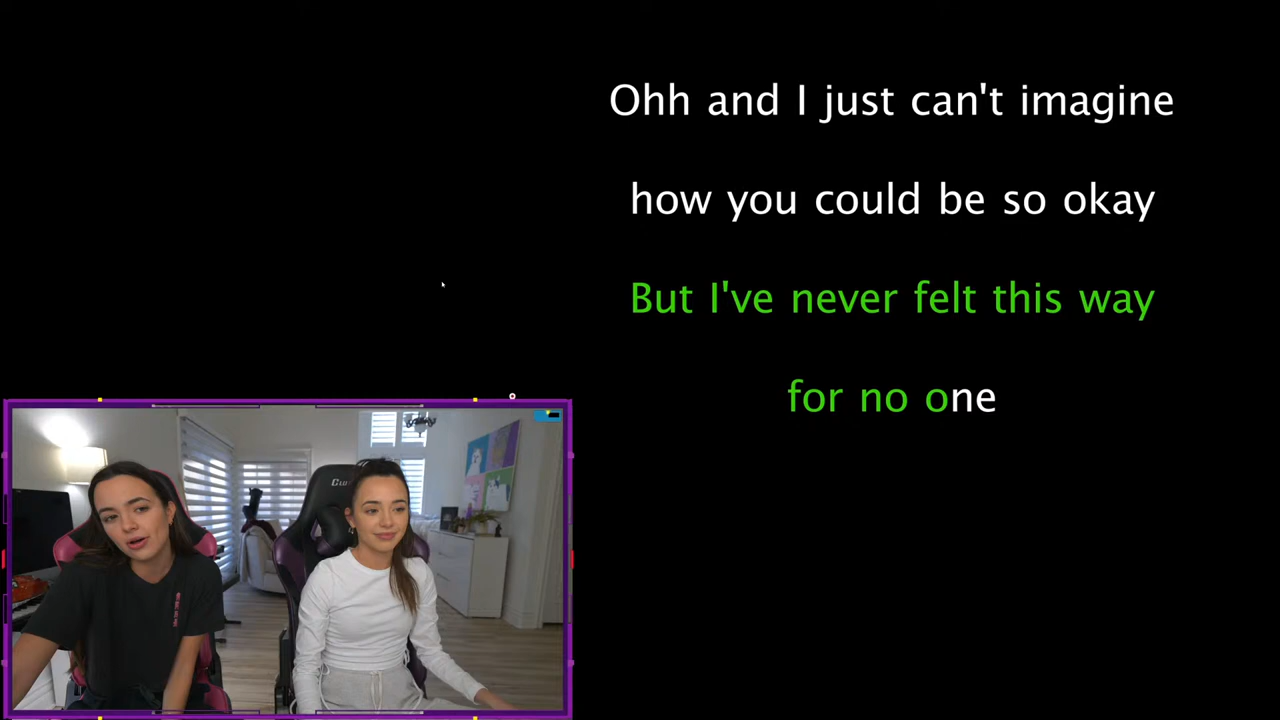 Ohh and I just can't imagine
how you could be so okay
But I've never felt this way
for no one